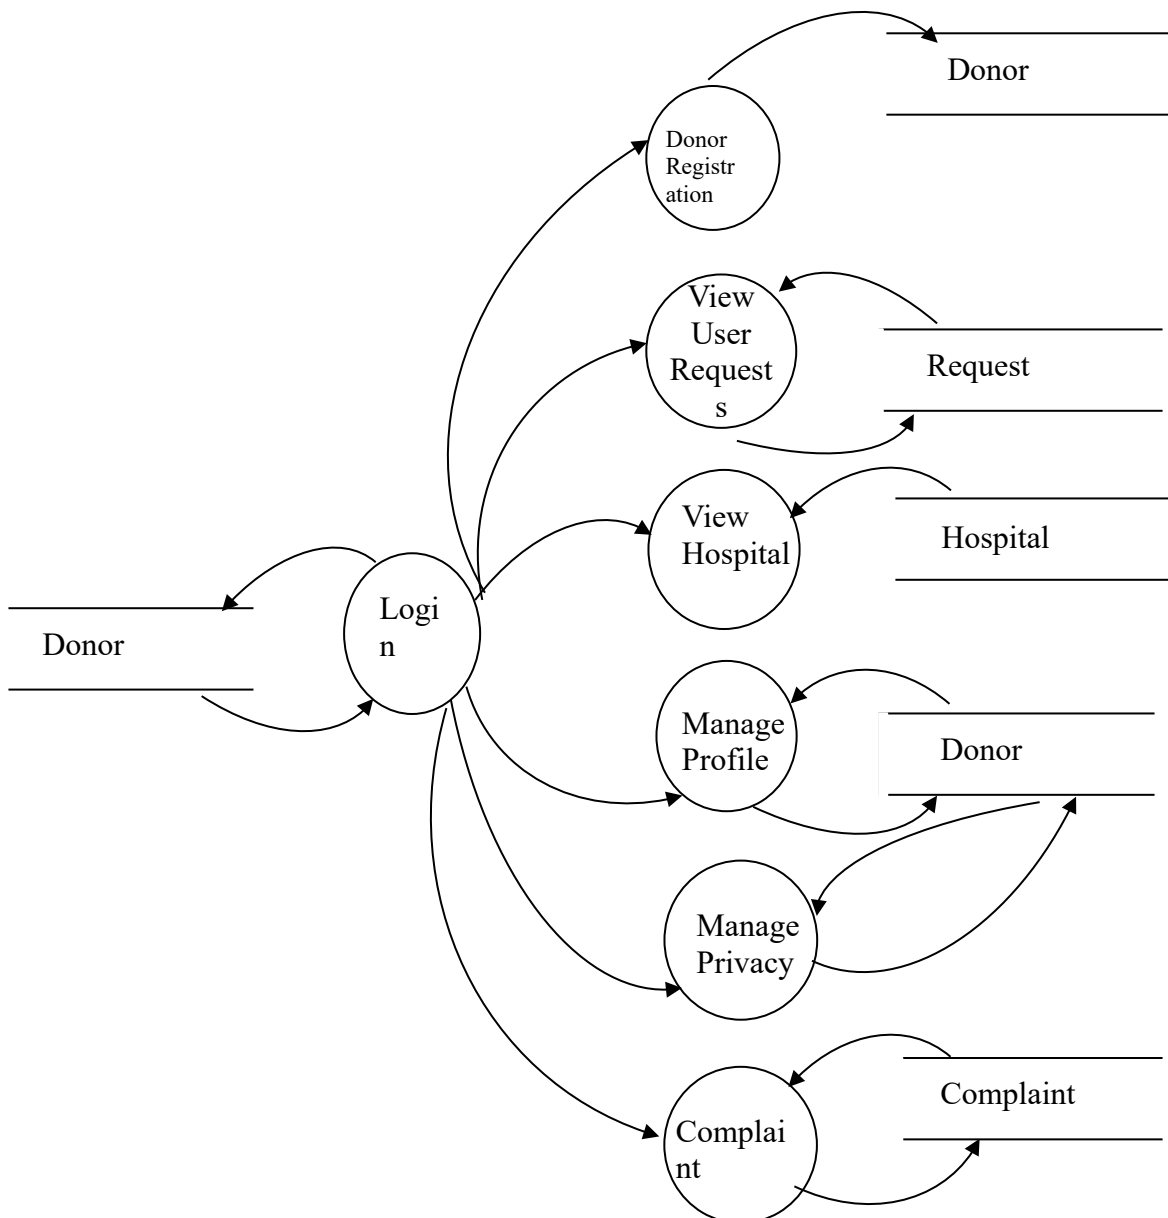 Donor
Donor
Registr
ation
View
User
Request
s
Request
View
Hospital
Hospital
Logi
n
Donor
Manage
Profile
Donor
Manage
Privacy
Complaint
Complai
nt